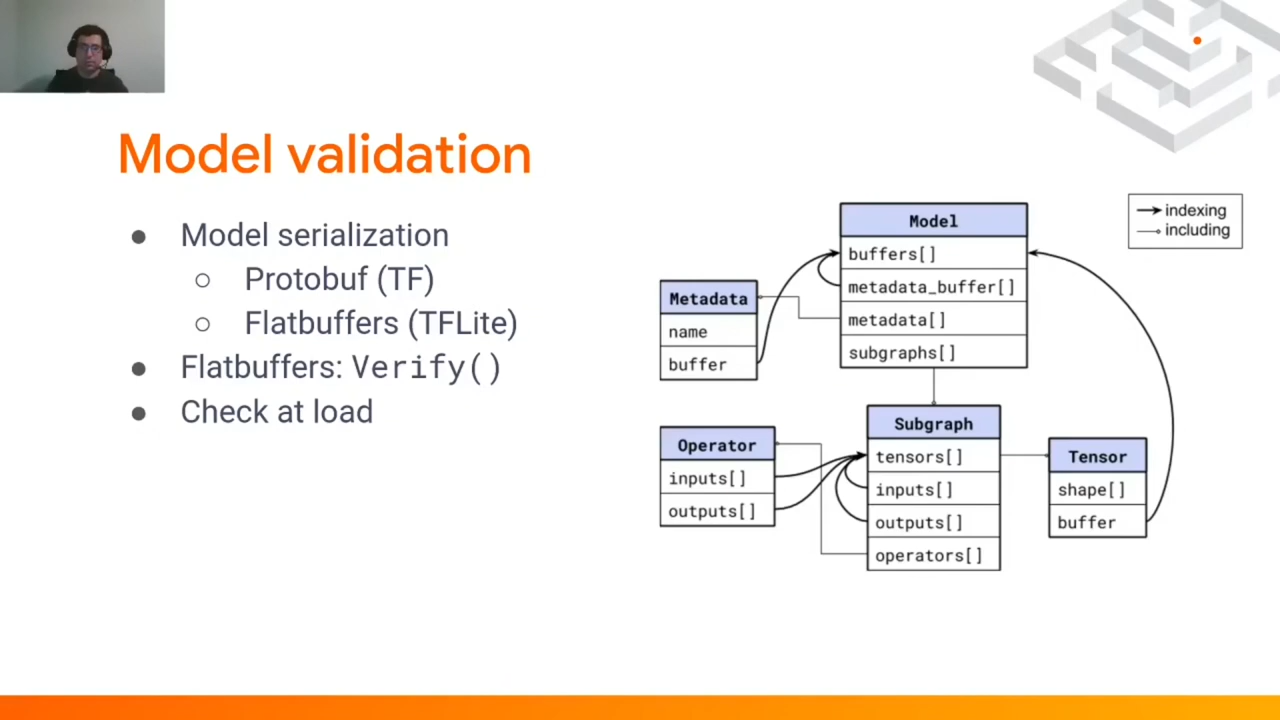 Model validation
● Model serialization
○ Protobuf (TF)
○ Flatbuffers (TFLite)
● Flatbuffers: Verify()
● Check at load
indexing
including
Model
buffers[]
metadata_buffer[]
metadata[]
subgraphs[]
Metadata
name
buffer
Operator
inputs[]
outputs[]
Subgraph
tensors[]
inputs[]
outputs[]
operators[]
Tensor
shape[]
buffer